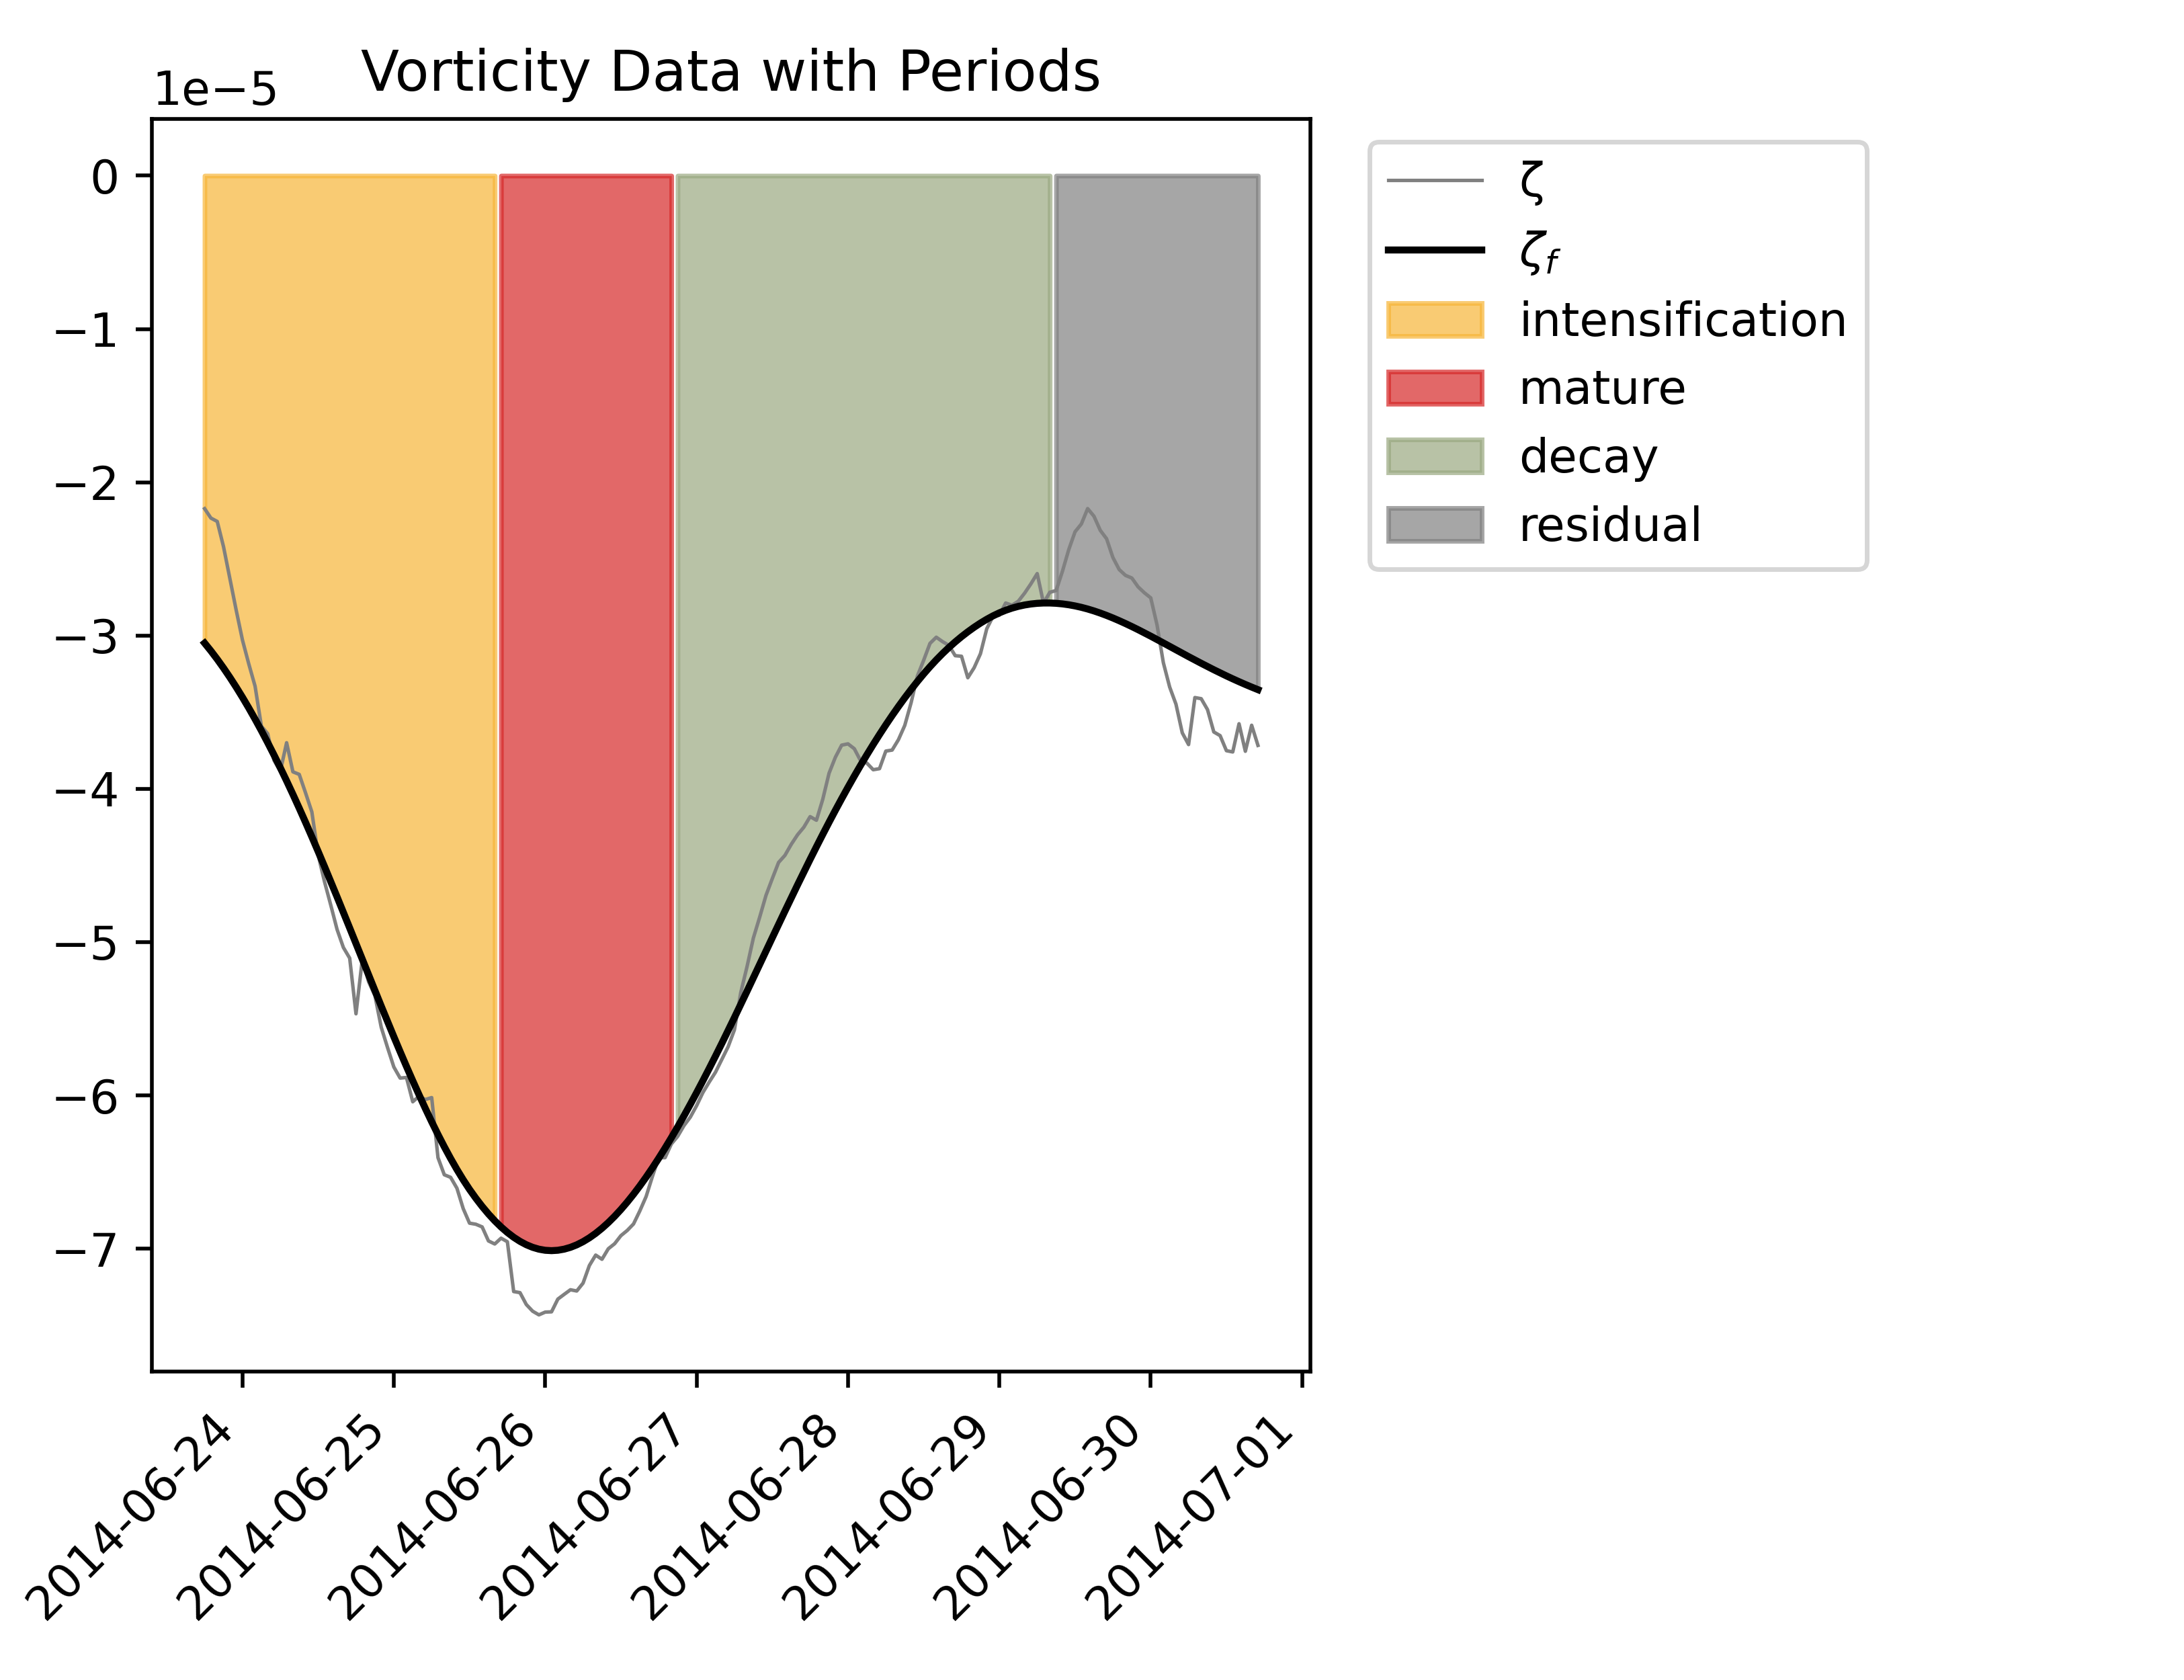 Vorticity Data with Periods
1e−5
0
−1
−2
−3
−4
−5
−6
−7
2014-06-24
2014-06-25
2014-06-26
2014-06-27
2014-06-28
2014-06-29
2014-06-30
2014-07-01
ζ
ζf
intensification
mature
decay
residual